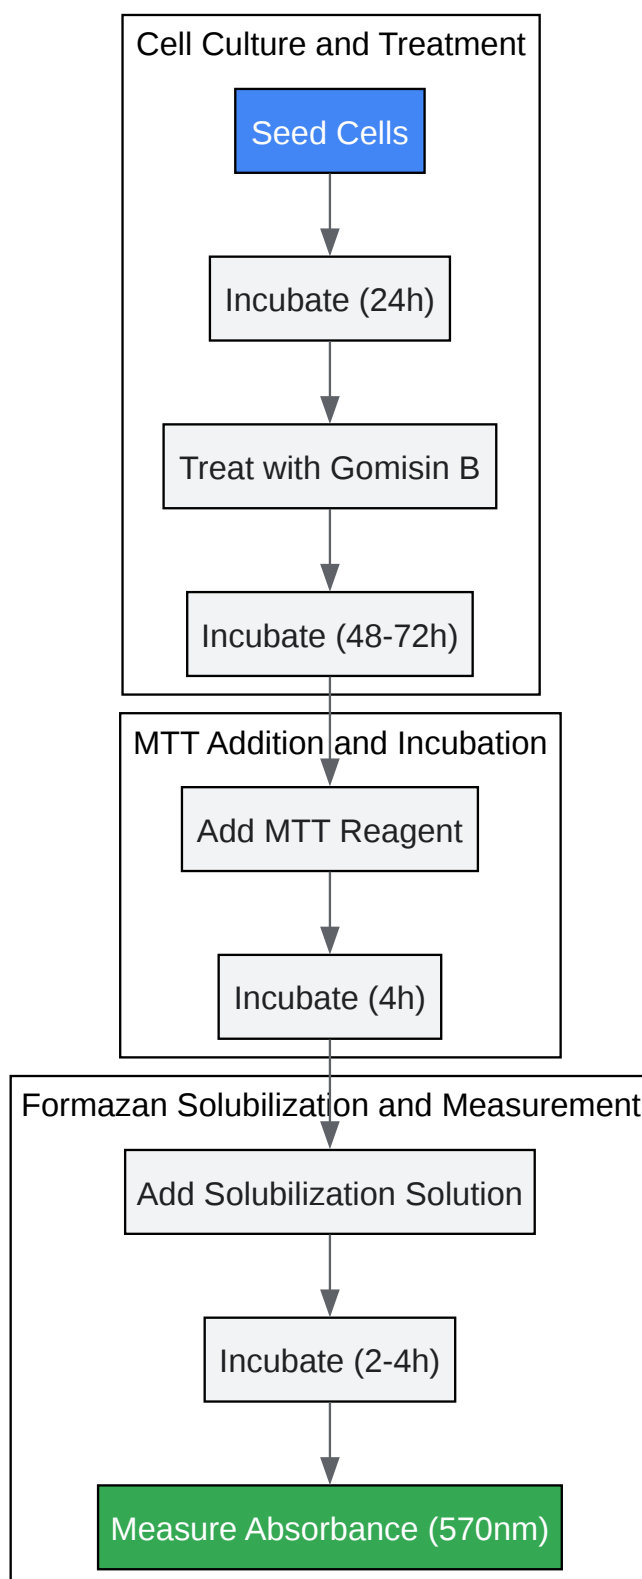 Cell Culture and Treatment
Seed Cells
Incubate (24h)
Treat with Gomisin B
Incubate (48-72h)
MTT Addition and Incubation
Add MTT Reagent
Incubate (4h)
Formazan Solubilization and Measurement
Add Solubilization Solution
Incubate (2-4h)
Measure Absorbance (570nm)